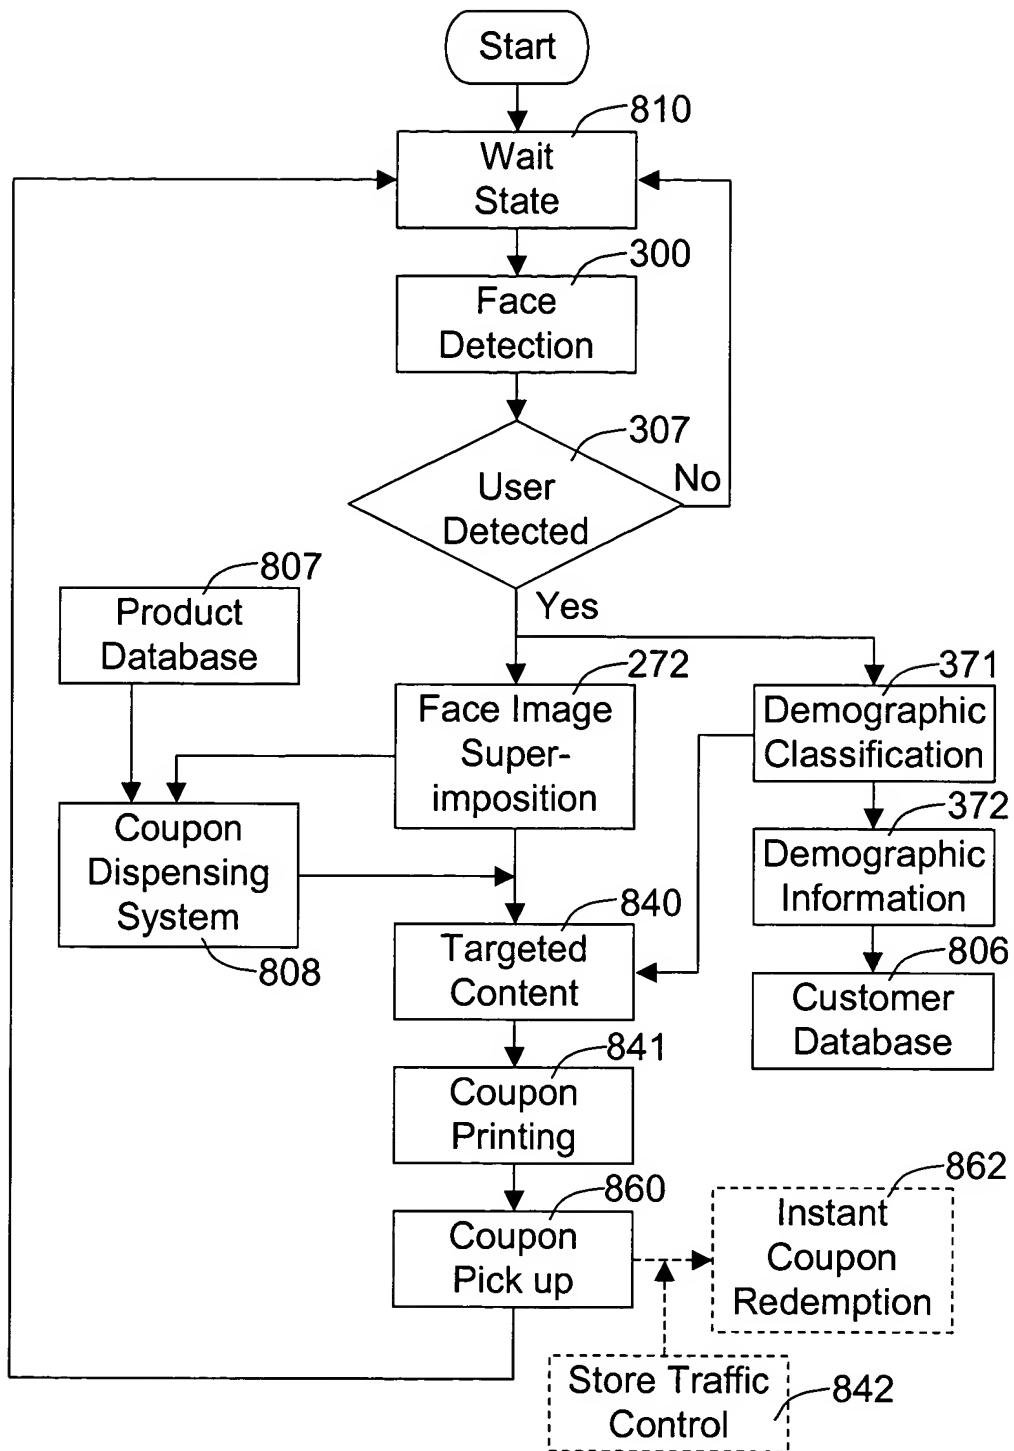 Start
810
Wait
State
300
Face
Detection
307
User
Detected
No
Yes
807
Product
Database
272
Face Image
Super-
imposition
371
Demographic
Classification
372
Demographic
Information
Coupon
Dispensing
System
808
840
Targeted
Content
806
Customer
Database
841
Coupon
Printing
860
Coupon
Pick up
862
Instant
Coupon
Redemption
Store Traffic
Control
842